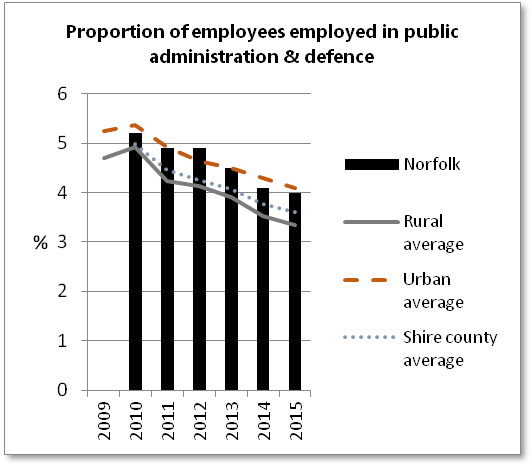 Proportion of employees employed in public
administration & defence
6
5
4
3
2
1
0
%
2009
2010
2011
2012
2013
2014
2015
Norfolk
Rural
average
Urban
average
Shire county
average